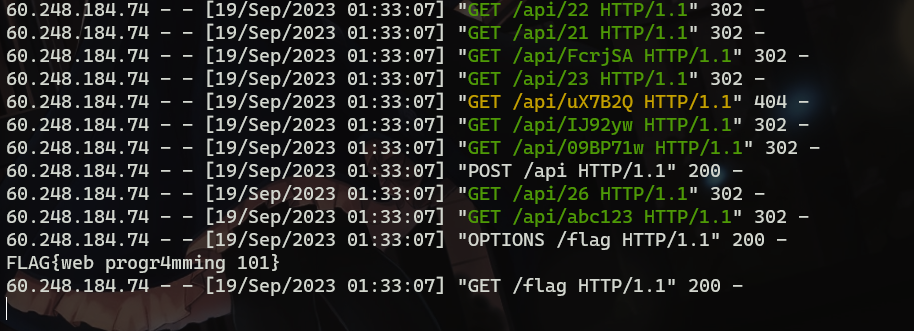 60.248.184.74 - - [19/Sep/2023 01:33:07] "GET /api/22 HTTP/1.1" 302 -
60.248.184.74 - - [19/Sep/2023 01:33:07] "GET /api/21 HTTP/1.1" 302 -
60.248.184.74 - - [19/Sep/2023 01:33:07] "GET /api/FcrjSA HTTP/1.1" 302 -
60.248.184.74 - - [19/Sep/2023 01:33:07] "GET /api/23 HTTP/1.1" 302 -
60.248.184.74 - - [19/Sep/2023 01:33:07] "GET /api/uX7B2Q HTTP/1.1" 404 -
60.248.184.74 - - [19/Sep/2023 01:33:07] "GET /api/IJ92yw HTTP/1.1" 302 -
60.248.184.74 - - [19/Sep/2023 01:33:07] "GET /api/09BP71w HTTP/1.1" 302 -
60.248.184.74 - - [19/Sep/2023 01:33:07] "POST /api HTTP/1.1" 200 -
60.248.184.74 - - [19/Sep/2023 01:33:07] "GET /api/26 HTTP/1.1" 302 -
60.248.184.74 - - [19/Sep/2023 01:33:07] "GET /api/abc123 HTTP/1.1" 302 -
60.248.184.74 - - [19/Sep/2023 01:33:07] "OPTIONS /flag HTTP/1.1" 200 -
FLAG{web progr4mming 101}
60.248.184.74 - - [19/Sep/2023 01:33:07] "GET /flag HTTP/1.1" 200 -